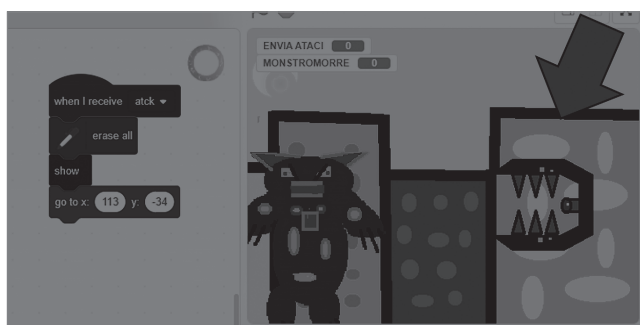 when I receive atck
erase all
show
go to x: 113 y: -34
ENVIA ATACI 0
MONSTROMORRE 0